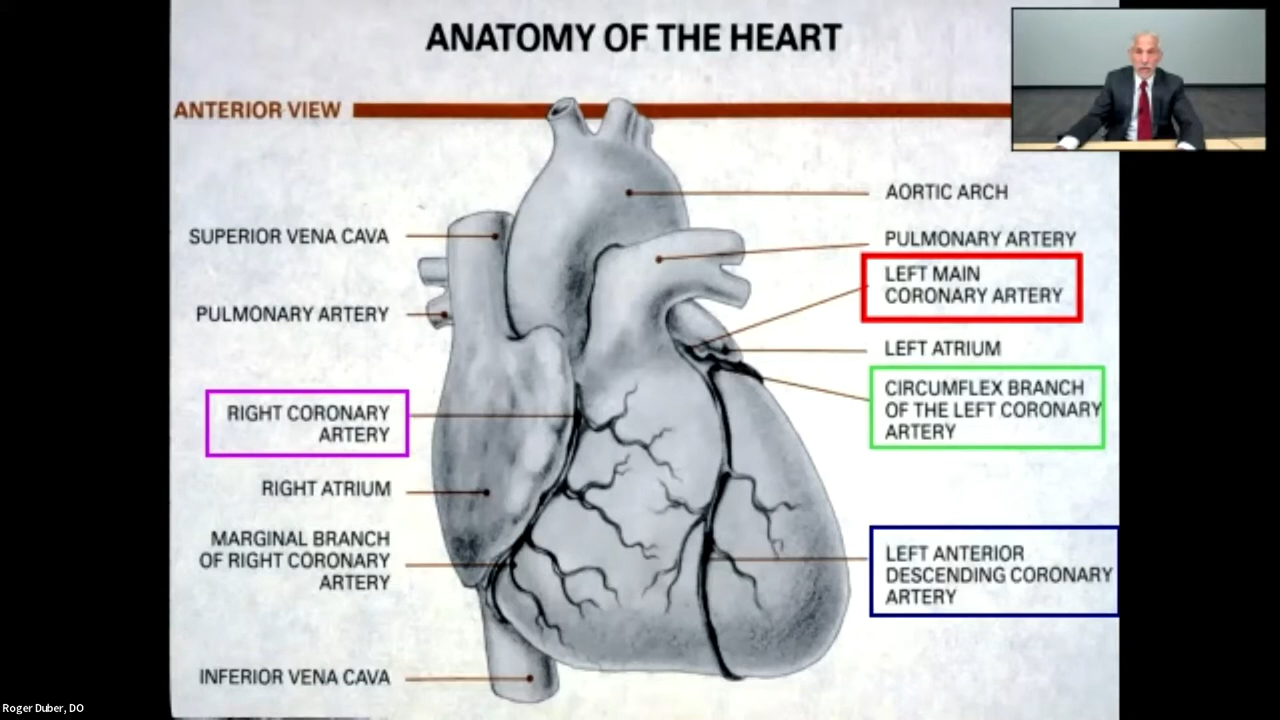 ANATOMY OF THE HEART
ANTERIOR VIEW
SUPERIOR VENA CAVA
PULMONARY ARTERY
RIGHT CORONARY
ARTERY
RIGHT ATRIUM
MARGINAL BRANCH
OF RIGHT CORONARY
ARTERY
INFERIOR VENA CAVA
AORTIC ARCH
PULMONARY ARTERY
LEFT MAIN
CORONARY ARTERY
LEFT ATRIUM
CIRCUMFLEX BRANCH
OF THE LEFT CORONARY
ARTERY
LEFT ANTERIOR
DESCENDING CORONARY
ARTERY
Roger Duber, DO